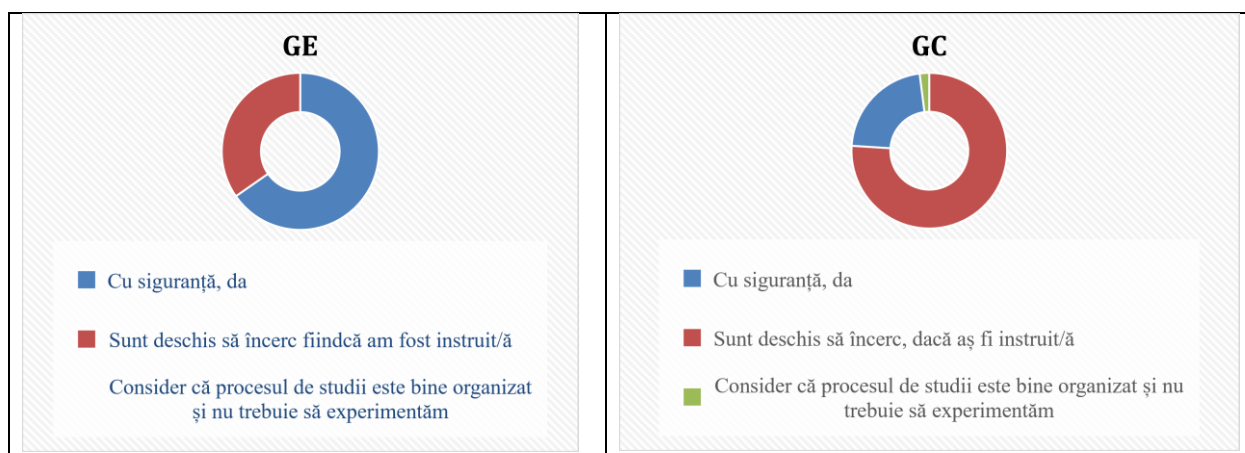 GE
Cu siguranță, da
Sunt deschis să încerc fiindcă am fost instruit/ă
Consider că procesul de studii este bine organizat
și nu trebuie să experimentăm
GC
Cu siguranță, da
Sunt deschis să încerc, dacă aș fi instruit/ă
Consider că procesul de studii este bine organizat și nu
trebuie să experimentăm